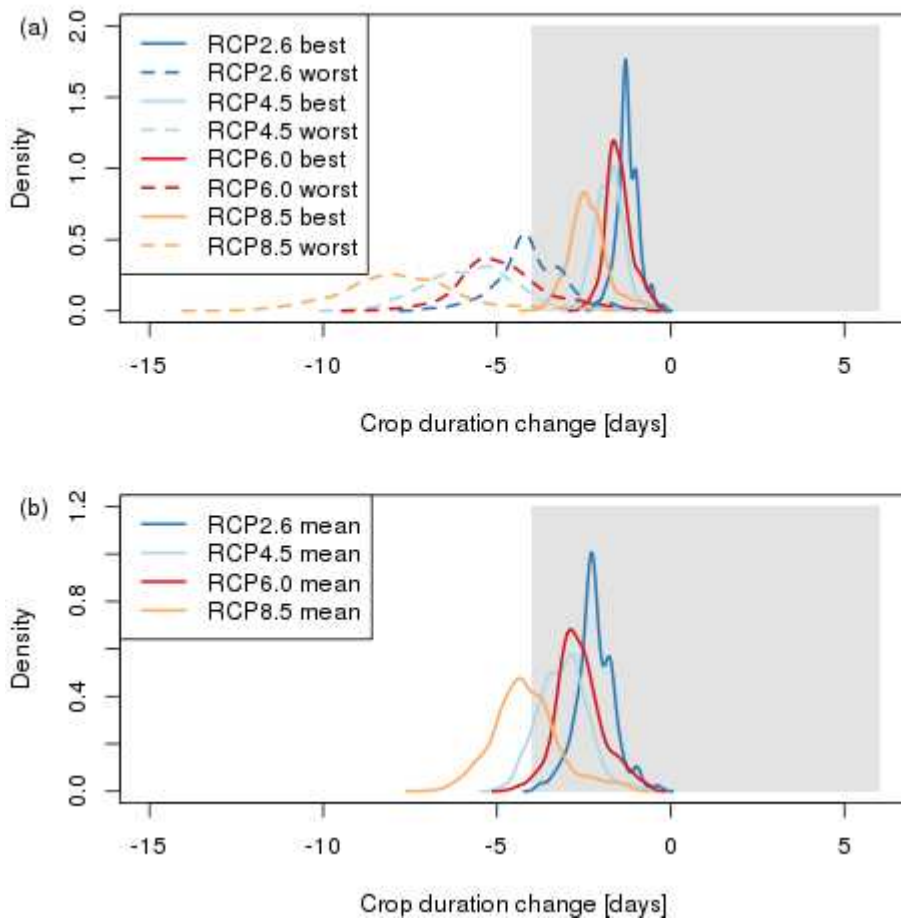 (a)
2.0
1.5
1.0
0.5
0.0
Density
RCP2.6 best
RCP2.6 worst
RCP4.5 best
RCP4.5 worst
RCP6.0 best
RCP6.0 worst
RCP8.5 best
RCP8.5 worst
-15 -10 -5 0 5
Crop duration change [days]
(b)
1.2
0.8
0.4
0.0
Density
RCP2.6 mean
RCP4.5 mean
RCP6.0 mean
RCP8.5 mean
-15 -10 -5 0 5
Crop duration change [days]